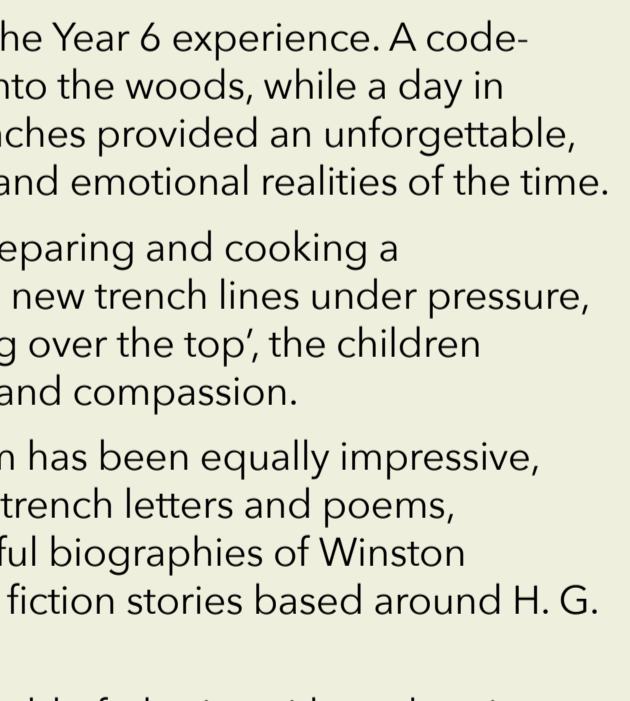 he Year 6 experience. A code-
nto the woods, while a day in
ches provided an unforgettable,
and emotional realities of the time.
eparing and cooking a
new trench lines under pressure,
g over the top’, the children
and compassion.
has been equally impressive,
trench letters and poems,
ful biographies of Winston
fiction stories based around H. G.